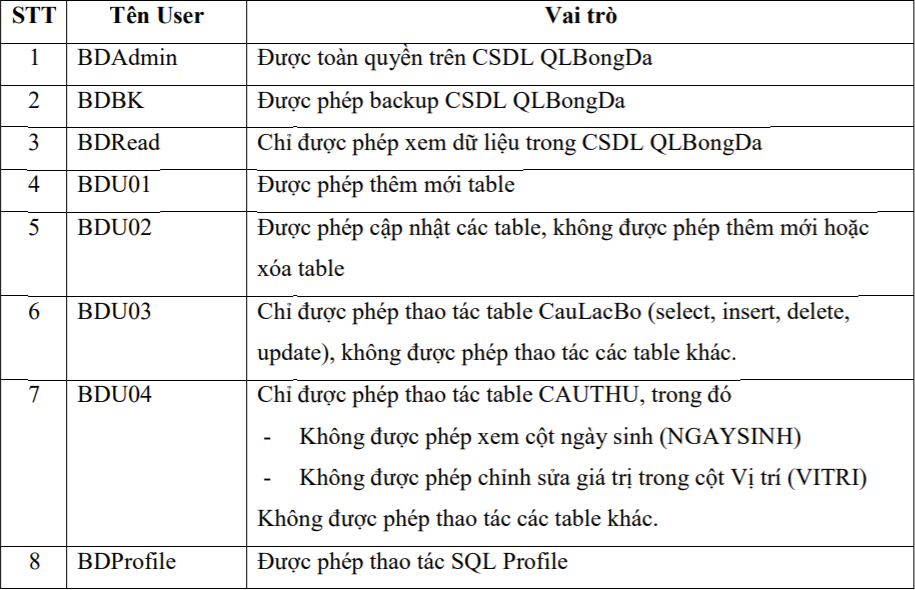 STT Tên User Vai trò
1 BDAdmin Được toàn quyền trên CSDL QLBongDa
2 BDBK Được phép backup CSDL QLBongDa
3 BDRead Chỉ được phép xem dữ liệu trong CSDL QLBongDa
4 BDU01 Được phép thêm mới table
5 BDU02 Được phép cập nhật các table, không được phép thêm mới hoặc
xóa table
6 BDU03 Chỉ được phép thao tác table CauLacBo (select, insert, delete,
update), không được phép thao tác các table khác.
7 BDU04 Chỉ được phép thao tác table CAUTHU, trong đó
- Không được phép xem cột ngày sinh (NGAYSINH)
- Không được phép chỉnh sửa giá trị trong cột Vị trí (VITRI)
Không được phép thao tác các table khác.
8 BDProfile Được phép thao tác SQL Profile